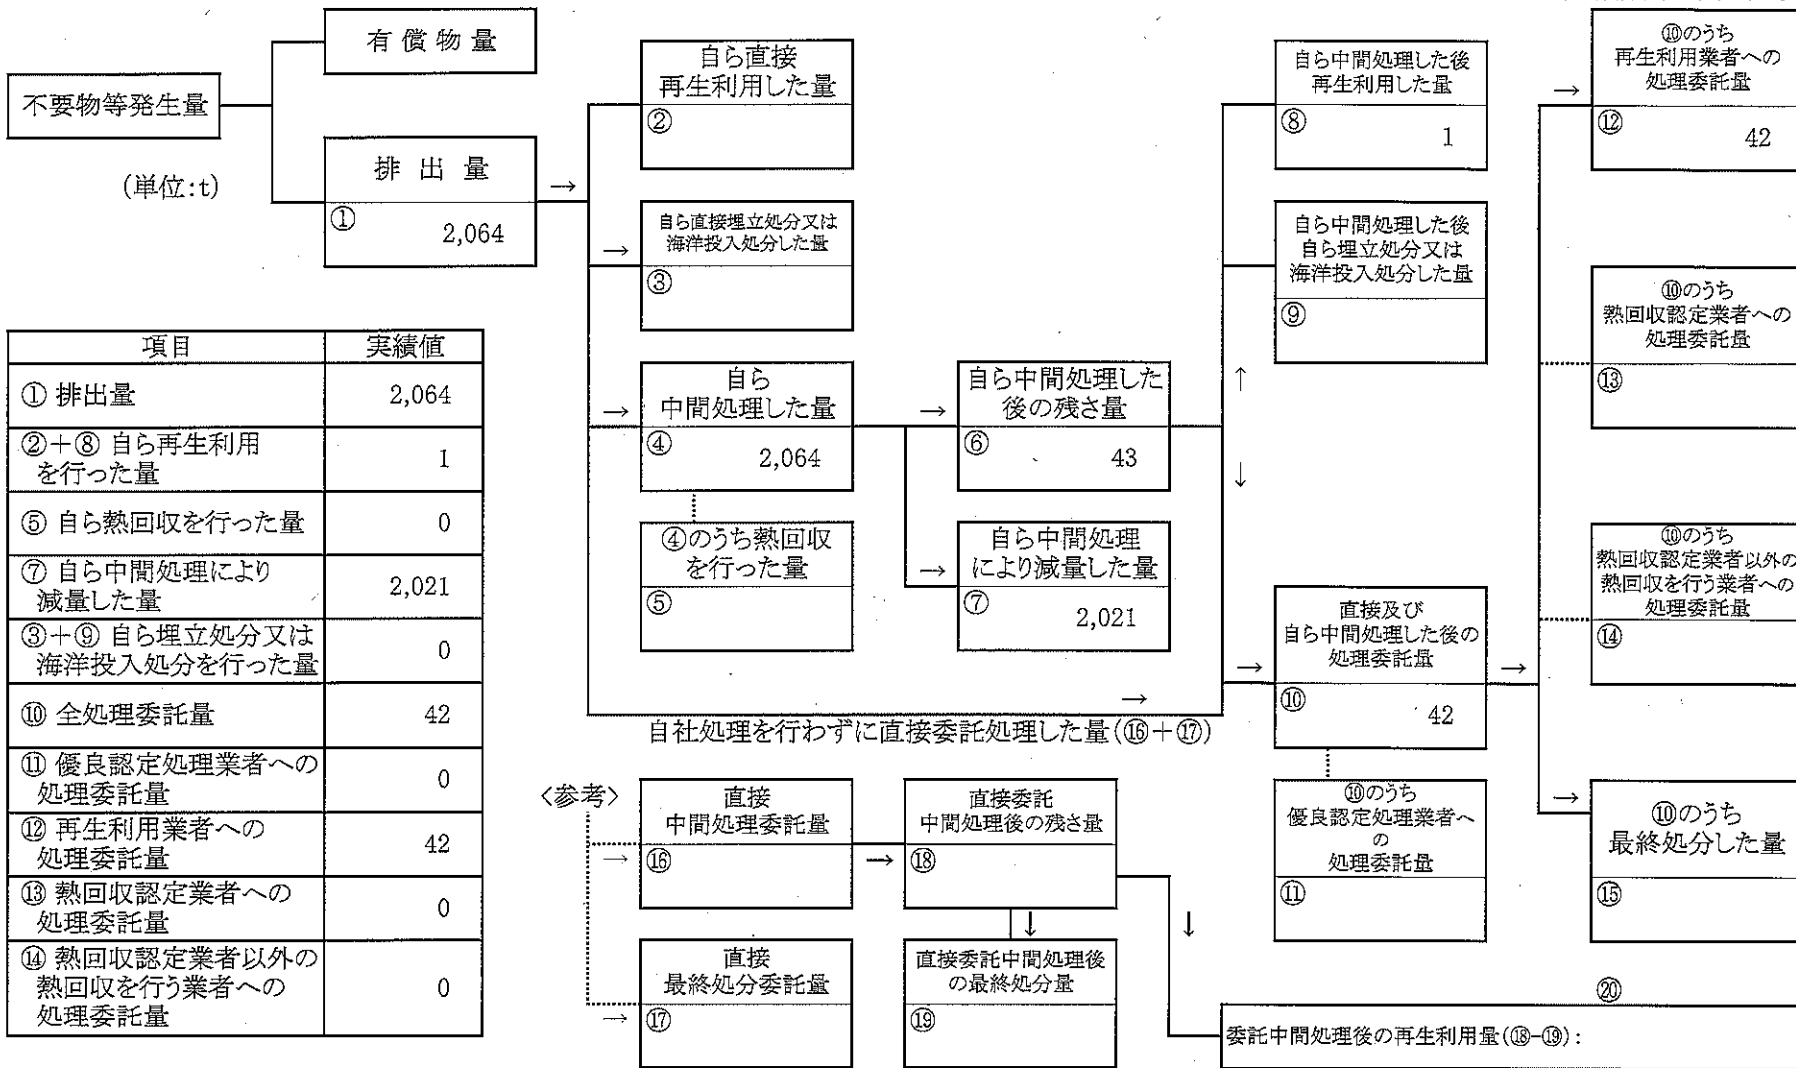 不要物等発生量
(単位:t)
有償物量
排出量
→
① 2,064
自ら直接
再生利用した量
②
→
自ら直接埋立処分又は
海洋投入処分した量
③
→
自ら
中間処理した量
④ 2,064
④のうち熱回収
を行った量
⑤
→
自ら中間処理した
後の残さ量
⑥ 43
→
自ら中間処理
により減量した量
⑦ 2,021
↑
↓
自ら中間処理した後
再生利用した量
⑧ 1
自ら中間処理した後
自ら埋立処分又は
海洋投入処分した量
⑨
→
自社処理を行わずに直接委託処理した量(⑯+⑰)
→
直接及び
自ら中間処理した後の
処理委託量
⑩ 42
→
⑩のうち
優良認定処理業者へ
の
処理委託量
⑪
→
⑩のうち
再生利用業者への
処理委託量
⑫ 42
⑩のうち
熱回収認定業者への
処理委託量
⑬
⑩のうち
熱回収認定業者以外の
熱回収を行う業者への
処理委託量
⑭
→
⑩のうち
最終処分した量
⑮
項目 実績値
① 排出量 2,064
②+⑧ 自ら再生利用
を行った量 1
⑤ 自ら熱回収を行った量 0
⑦ 自ら中間処理により
減量した量 2,021
③+⑨ 自ら埋立処分又は
海洋投入処分を行った量 0
⑩ 全処理委託量 42
⑪ 優良認定処理業者への
処理委託量 0
⑫ 再生利用業者への
処理委託量 42
⑬ 熱回収認定業者への
処理委託量 0
⑭ 熱回収認定業者以外の
熱回収を行う業者への
処理委託量 0
〈参考〉
直接
中間処理委託量
→ ⑯
直接
最終処分委託量
→ ⑰
→
直接委託
中間処理後の残さ量
⑱
↓
直接委託中間処理後
の最終処分量
⑲
↓
⑳
委託中間処理後の再生利用量(⑱-⑲):